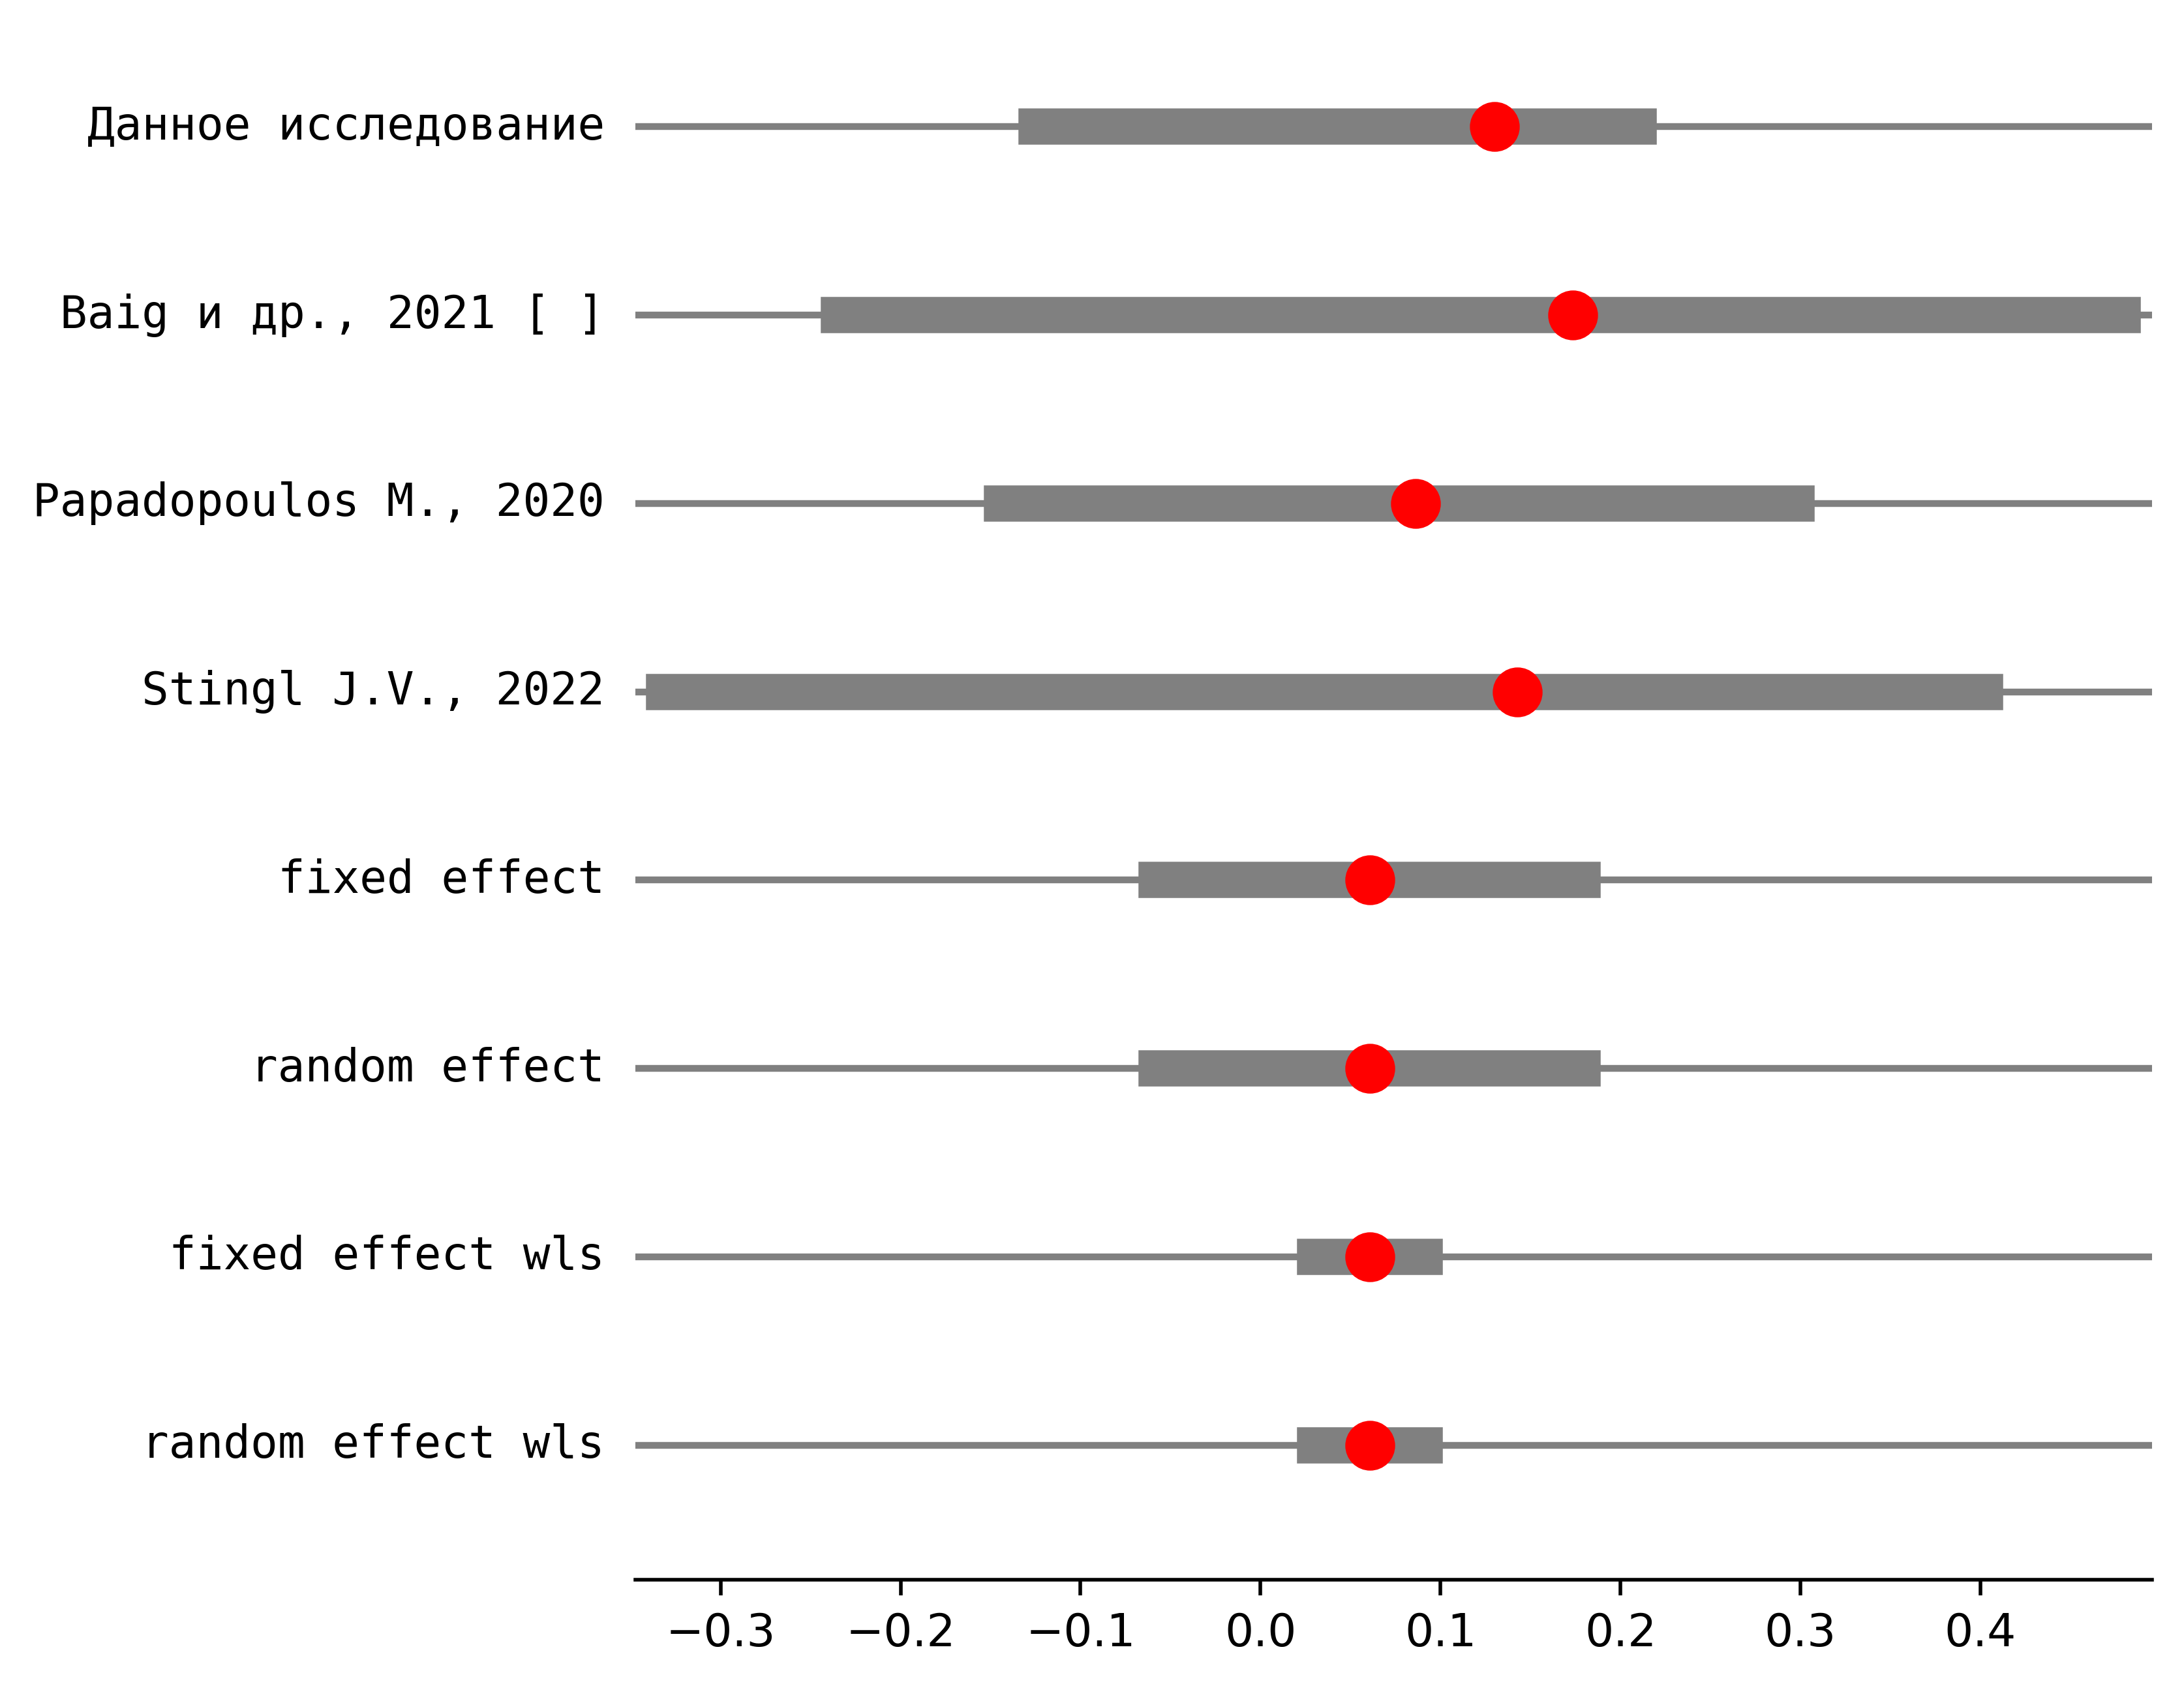 Данное исследование
Baig и др., 2021 [ ]
Papadopoulos M., 2020
Stingl J.V., 2022
fixed effect
random effect
fixed effect wls
random effect wls
−0.3 −0.2 −0.1 0.0 0.1 0.2 0.3 0.4